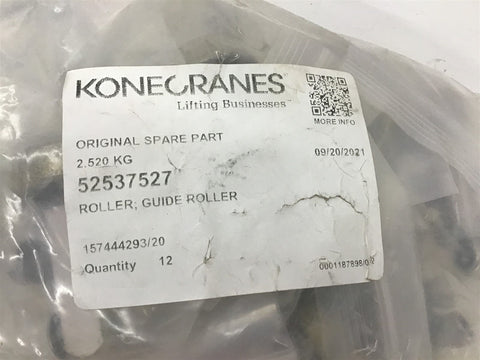 KONECRANES
Lifting Businesses™
MORE INFO
ORIGINAL SPARE PART
2.520 KG
09/20/2021
52537527
ROLLER; GUIDE ROLLER
157444293/20
Quantity 12